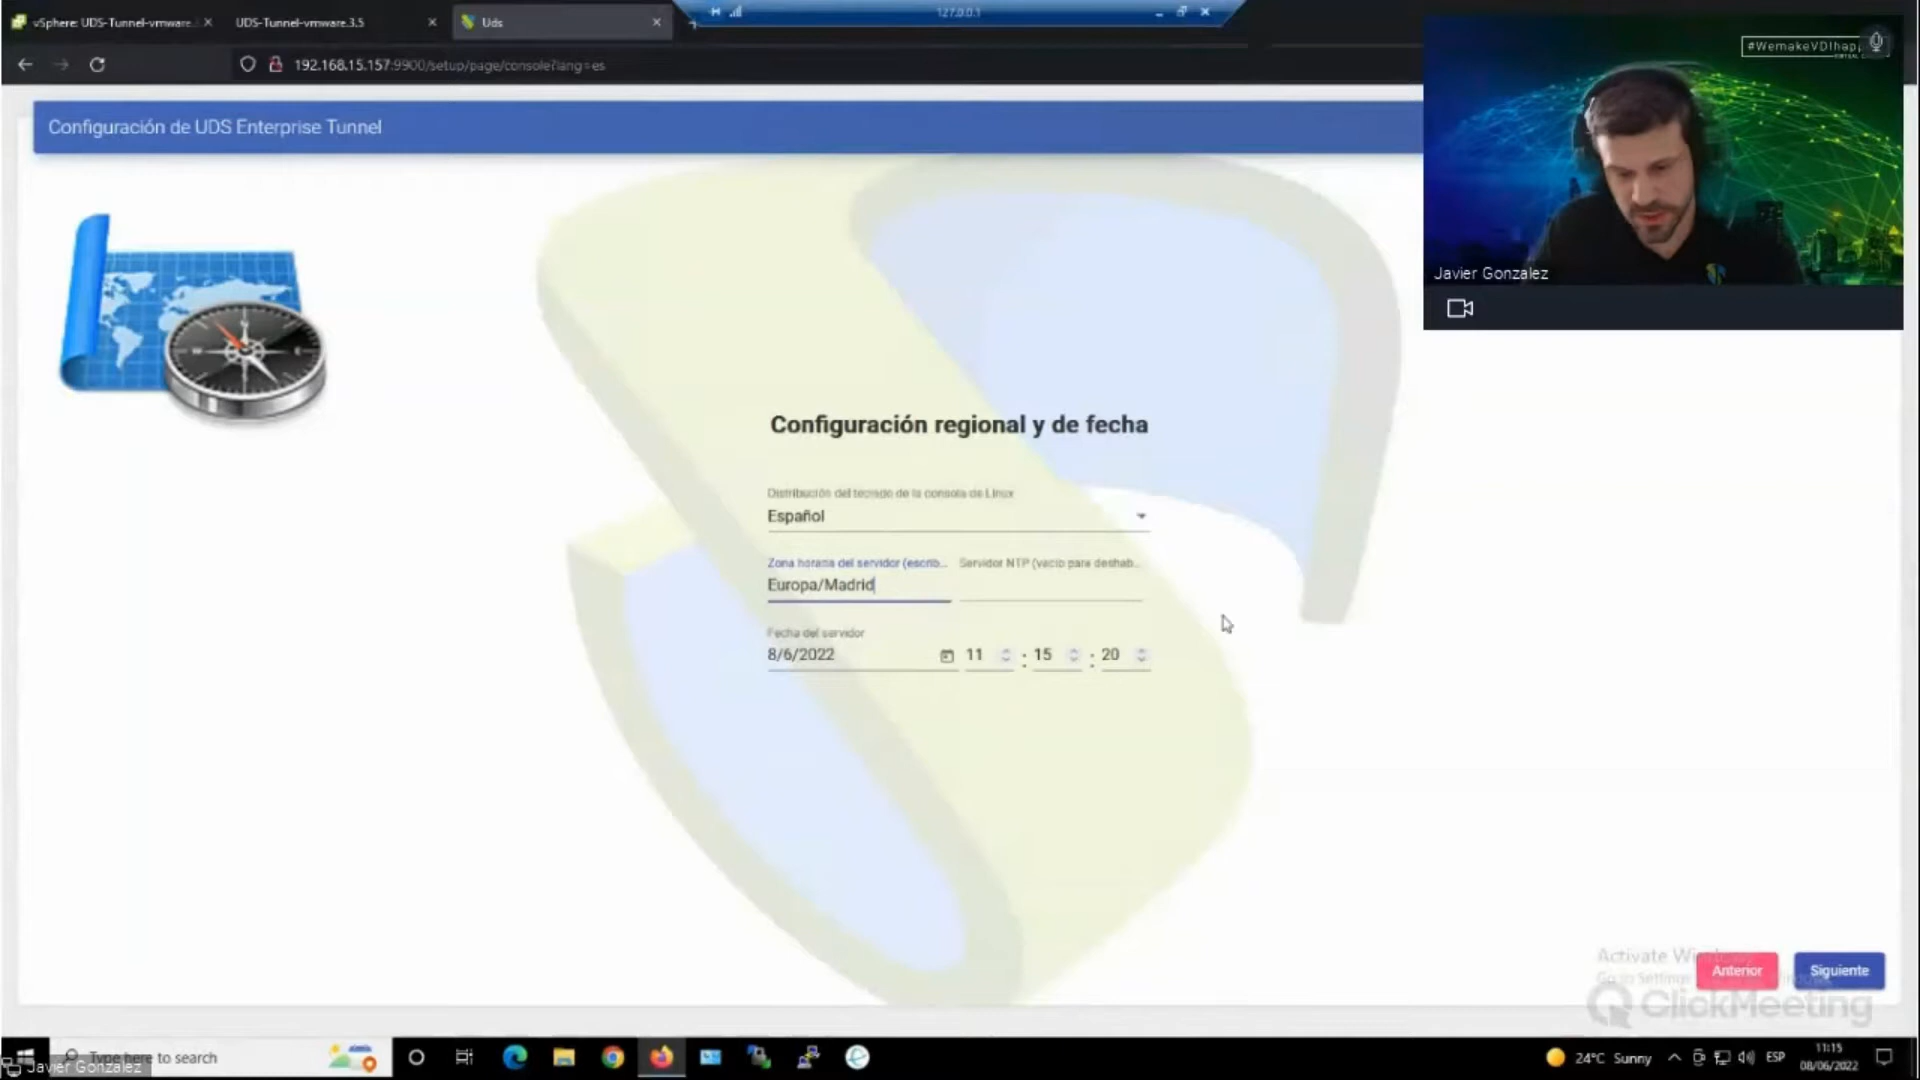 vSphere: UDS-Tunnel-vmware.
UDS-Tunnel-vmware.3.5
Uds
127.0.0.1
192.168.15.157:9900/setup/page/console?lang=es
#WemakeVDIhapp
Configuración de UDS Enterprise Tunnel
Javier Gonzalez
Configuración regional y de fecha
Distribución del teclado de la consola de Linux
Español
Zona horaria del servidor (escrib... Servidor NTP (vacío para deshab...
Europa/Madrid
Fecha del servidor
8/6/2022 11 : 15 : 20
Activate Wi
Go to Settings
Anterior
Siguiente
ClickMeeting
Type here to search
Javier Gonzalez
24°C Sunny
ESP
11:15
08/06/2022